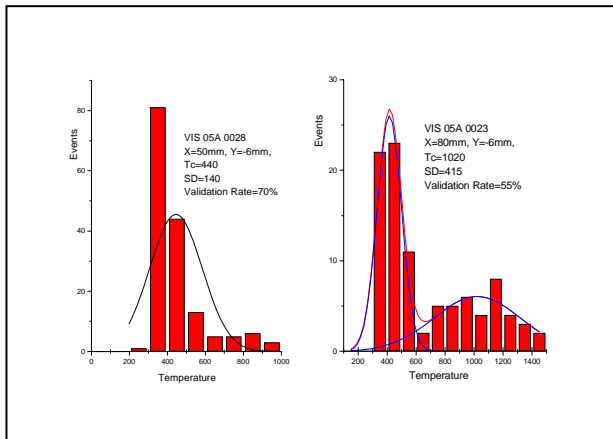 Events
80
60
40
20
0
VIS 05A 0028
X=50mm, Y=-6mm,
Tc=440
SD=140
Validation Rate=70%
0 200 400 600 800 1000
Temperature
Events
30
20
10
0
VIS 05A 0023
X=80mm, Y=-6mm,
Tc=1020
SD=415
Validation Rate=55%
200 400 600 800 1000 1200 1400
Temperature